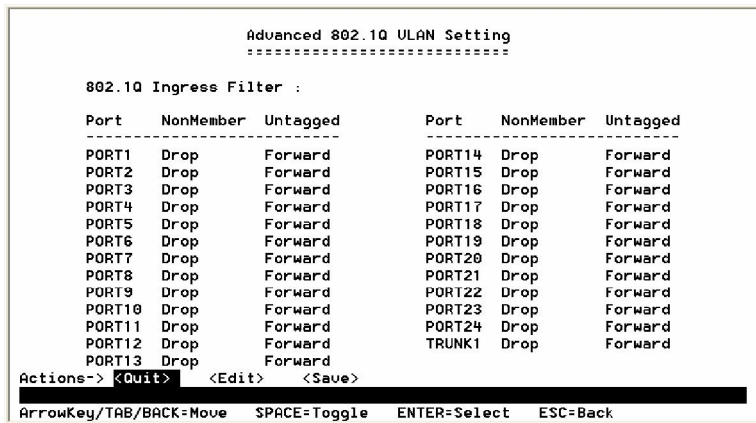 Advanced 802.1Q VLAN Setting
============================
802.1Q Ingress Filter :
Port NonMember Untagged Port NonMember Untagged
--------------------------- ---------------------------
PORT1 Drop Forward PORT14 Drop Forward
PORT2 Drop Forward PORT15 Drop Forward
PORT3 Drop Forward PORT16 Drop Forward
PORT4 Drop Forward PORT17 Drop Forward
PORT5 Drop Forward PORT18 Drop Forward
PORT6 Drop Forward PORT19 Drop Forward
PORT7 Drop Forward PORT20 Drop Forward
PORT8 Drop Forward PORT21 Drop Forward
PORT9 Drop Forward PORT22 Drop Forward
PORT10 Drop Forward PORT23 Drop Forward
PORT11 Drop Forward PORT24 Drop Forward
PORT12 Drop Forward TRUNK1 Drop Forward
PORT13 Drop Forward
Actions-> <Quit> <Edit> <Save>
ArrowKey/TAB/BACK=Move SPACE=Toggle ENTER=Select ESC=Back